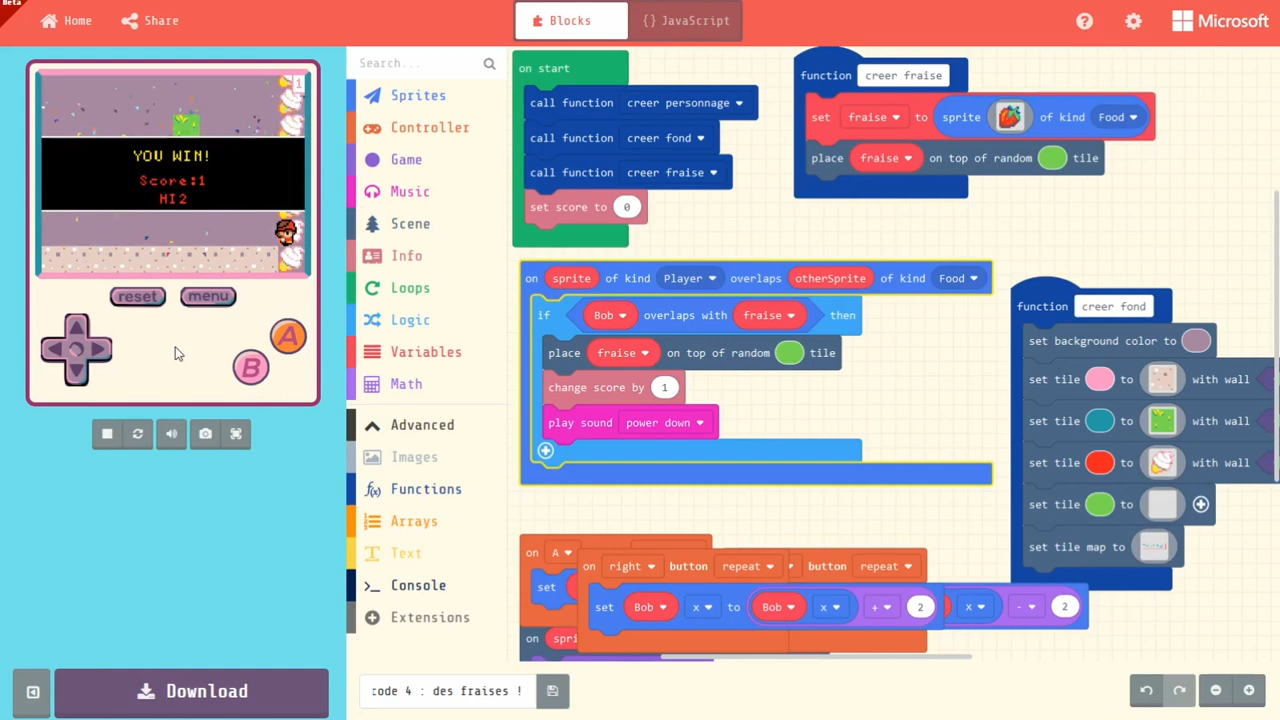 Beta
Home
Share
Blocks
{ } JavaScript
Microsoft
1
YOU WIN!
Score:1
HI2
reset
menu
A
B
Download
Search...
Sprites
Controller
Game
Music
Scene
Info
Loops
Logic
Variables
Math
Advanced
Images
f(x) Functions
Arrays
Text
Console
Extensions
on start
call function creer personnage
call function creer fond
call function creer fraise
set score to 0
function creer fraise
set fraise to sprite of kind Food
place fraise on top of random tile
on sprite of kind Player overlaps otherSprite of kind Food
if Bob overlaps with fraise then
place fraise on top of random tile
change score by 1
play sound power down
function creer fond
set background color to
set tile to with wall
set tile to with wall
set tile to with wall
set tile to
set tile map to
on A
on right button repeat
button repeat
set
set Bob x to Bob x + 2
x - 2
on
code 4 : des fraises !